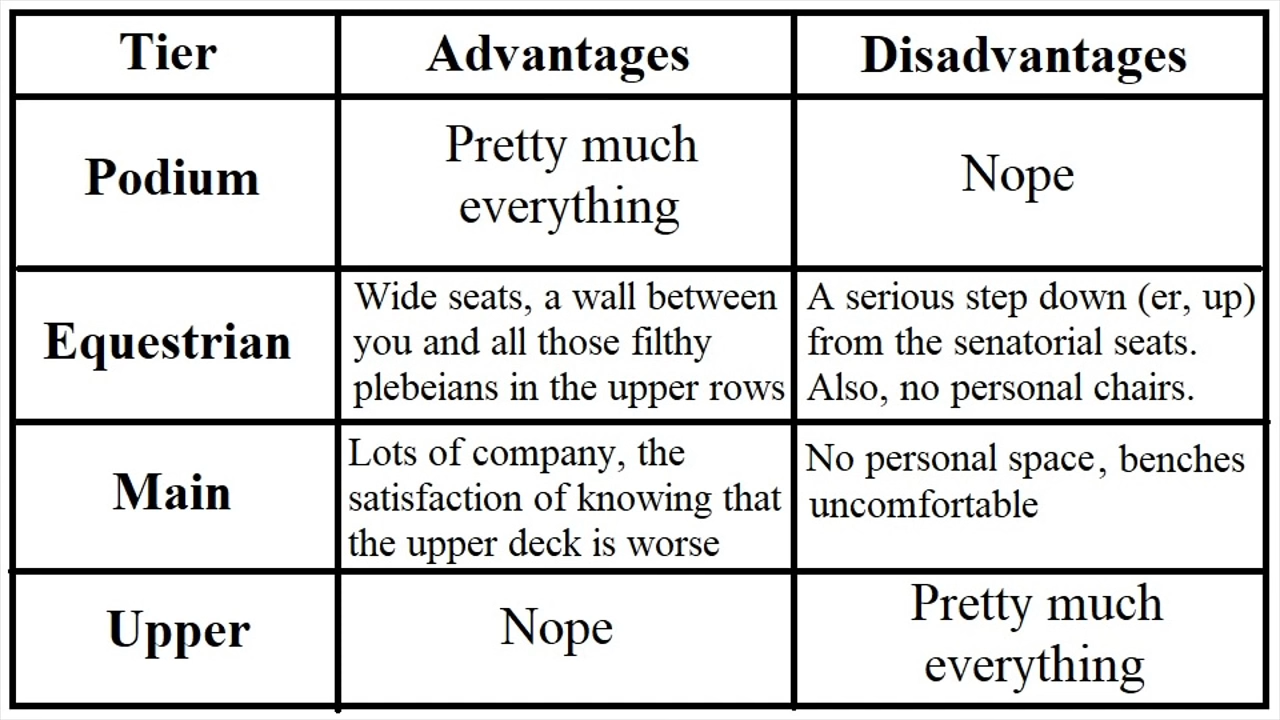 Tier
Advantages
Disadvantages
Podium
Pretty much
everything
Nope
Equestrian
Wide seats, a wall between
you and all those filthy
plebeians in the upper rows
A serious step down (er, up)
from the senatorial seats.
Also, no personal chairs.
Main
Lots of company, the
satisfaction of knowing that
the upper deck is worse
No personal space, benches
uncomfortable
Upper
Nope
Pretty much
everything